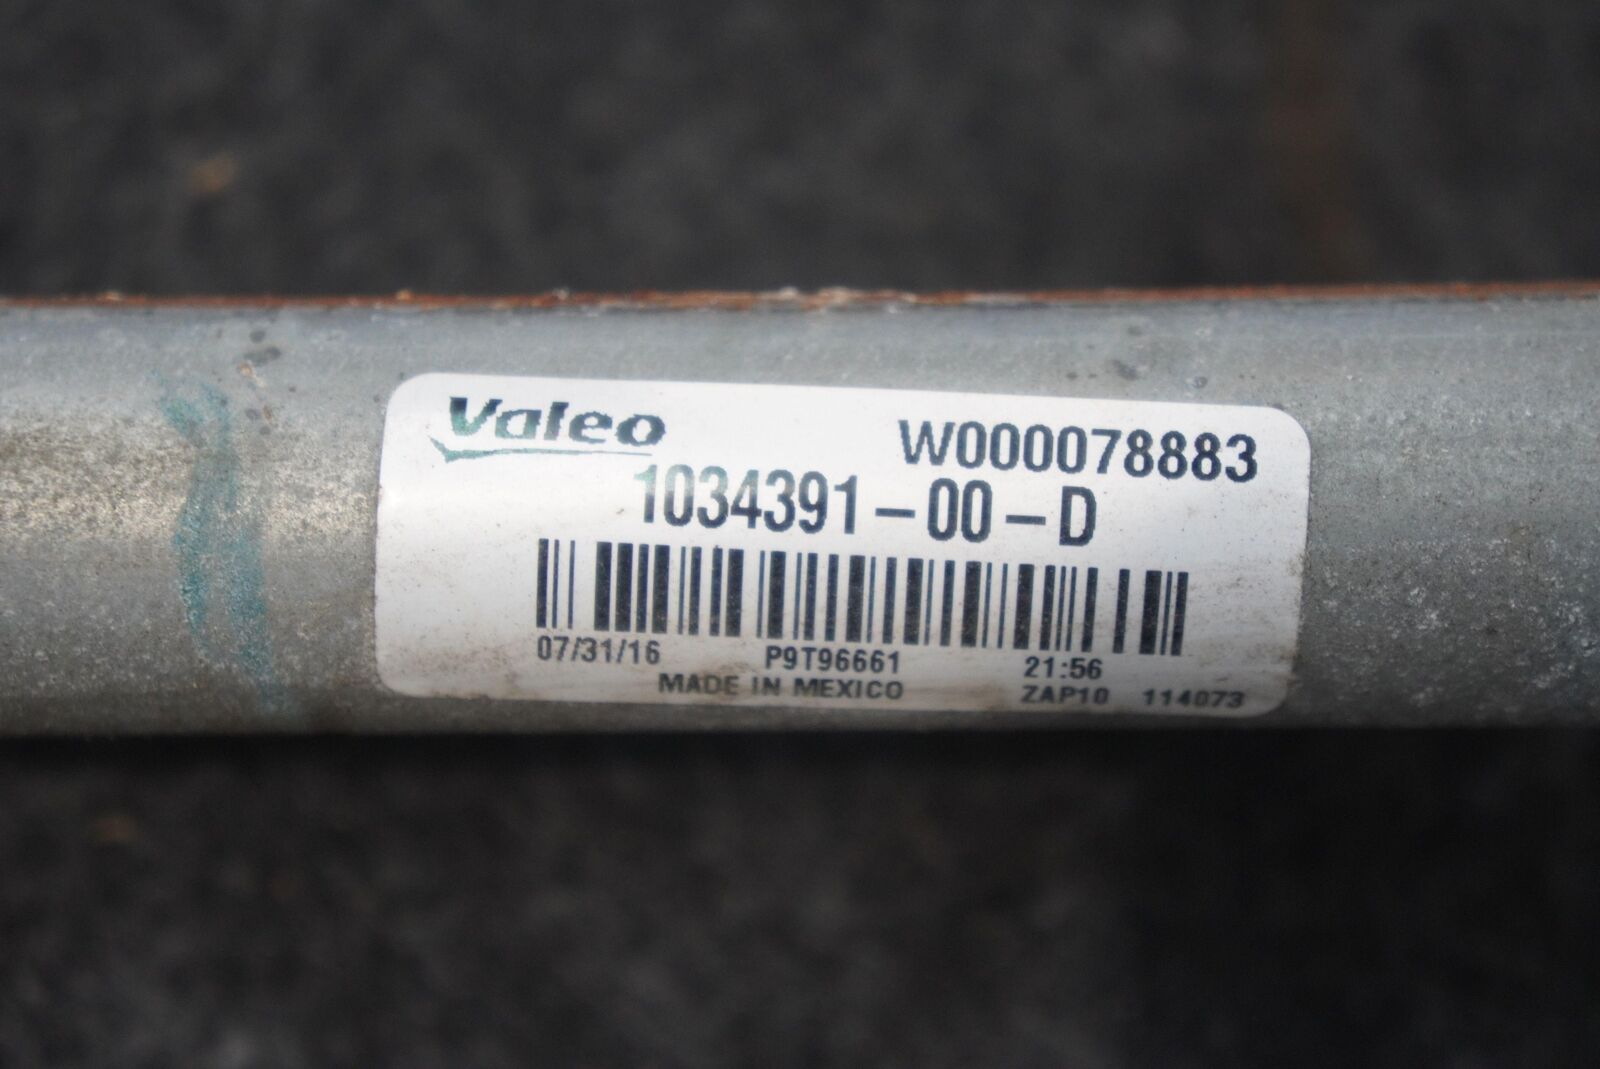 Valeo
W000078883
1034391-00-D
07/31/16 P9T96661 21:56
MADE IN MEXICO ZAP10 114073